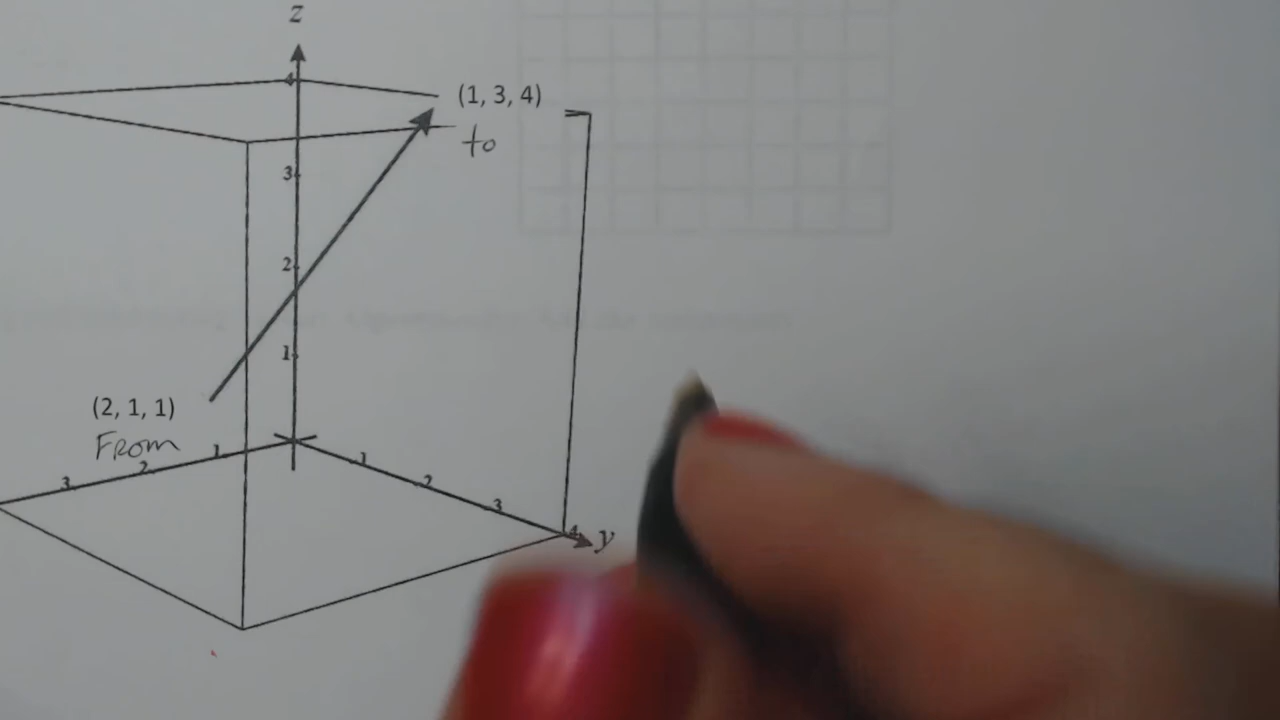 z
4
(1, 3, 4)
to
3
2
1
(2, 1, 1)
From
3 2 1
1 2 3 4
y